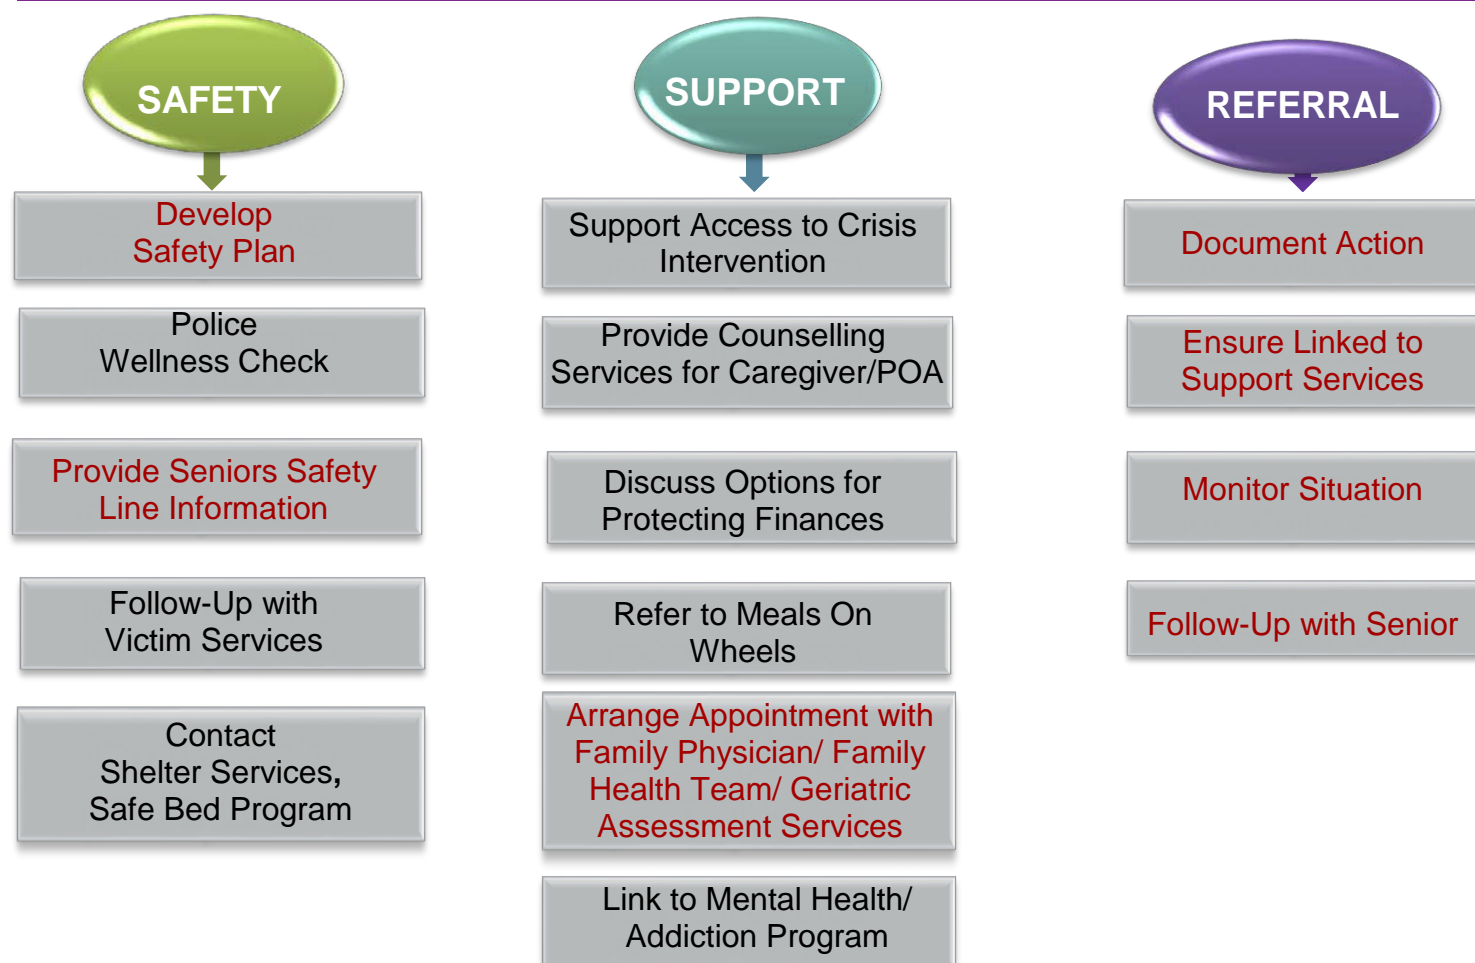 SAFETY
Develop
Safety Plan
Police
Wellness Check
Provide Seniors Safety
Line Information
Follow-Up with
Victim Services
Contact
Shelter Services,
Safe Bed Program
SUPPORT
Support Access to Crisis
Intervention
Provide Counselling
Services for Caregiver/POA
Discuss Options for
Protecting Finances
Refer to Meals On
Wheels
Arrange Appointment with
Family Physician/ Family
Health Team/ Geriatric
Assessment Services
Link to Mental Health/
Addiction Program
REFERRAL
Document Action
Ensure Linked to
Support Services
Monitor Situation
Follow-Up with Senior